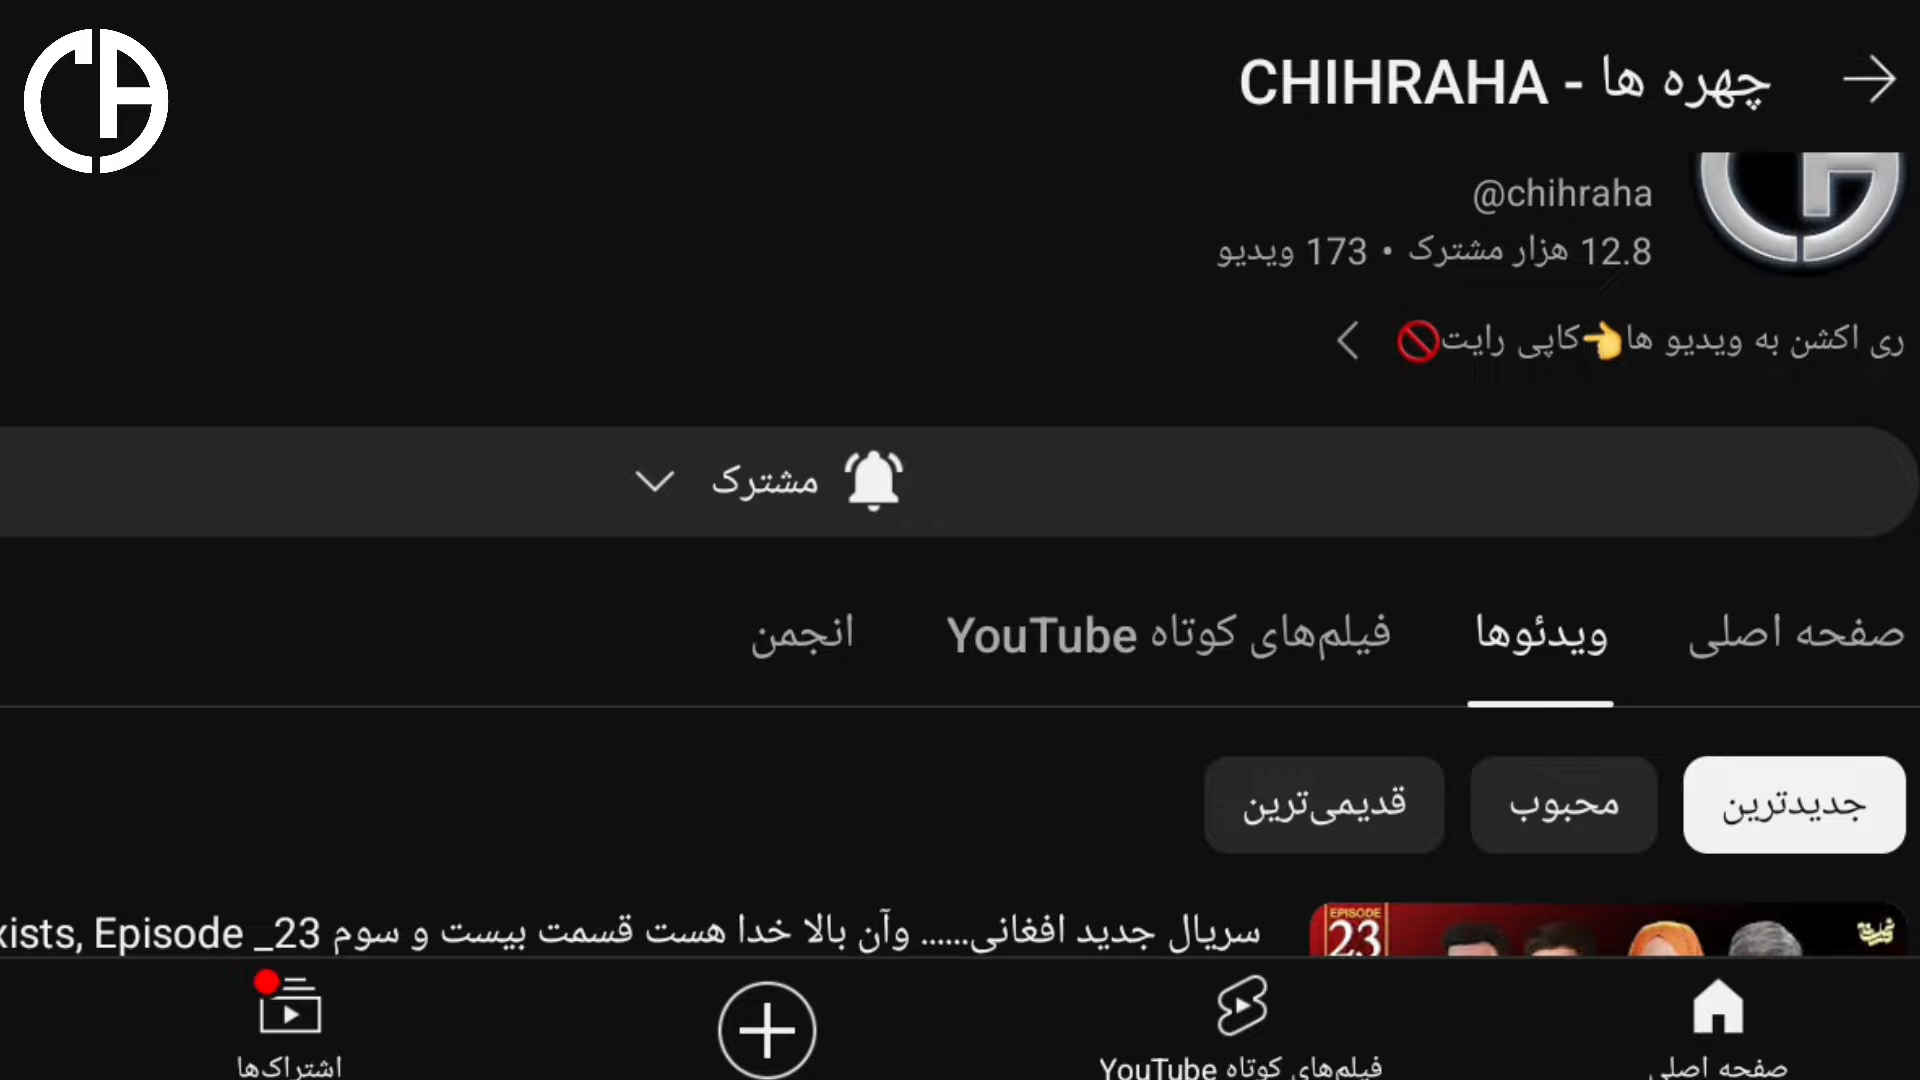 چهره ها - CHIHRAHA
@chihraha
12.8 هزار مشترک • 173 ویدیو
ری اکشن به ویدیو ها👈کاپی رایت🚫
مشترک
صفحه اصلی
ویدئوها
فیلم‌های کوتاه YouTube
انجمن
جدیدترین
محبوب
قدیمی‌ترین
EPISODE
23
سریال جدید افغانی...... وآن بالا خدا هست قسمت بیست و سوم xists, Episode _23
صفحه اصلی
فیلم‌های کوتاه YouTube
اشتراک‌ها